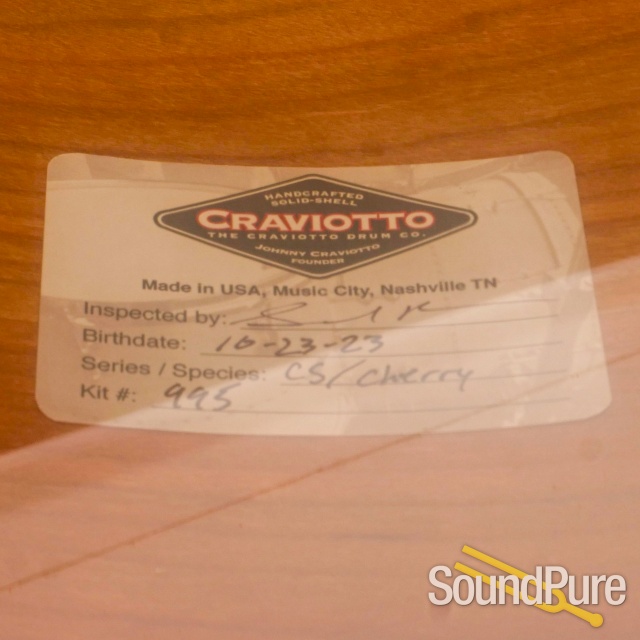 HANDCRAFTED
SOLID-SHELL
CRAVIOTTO
THE CRAVIOTTO DRUM CO.
JOHNNY CRAVIOTTO
FOUNDER
Made in USA, Music City, Nashville TN
Inspected by:
Birthdate: 10-23-23
Series / Species: CS/Cherry
Kit #: 995
SoundPure